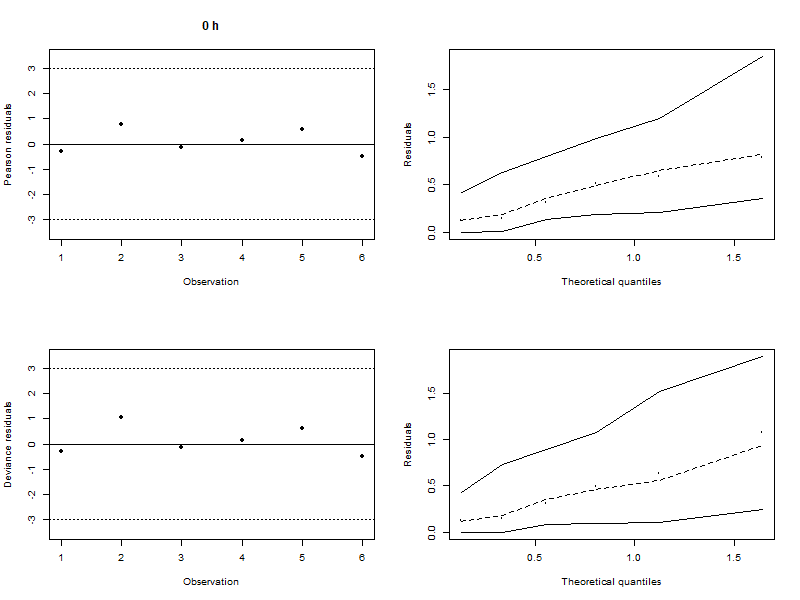 0 h
Pearson residuals
3
2
1
0
-1
-2
-3
1 2 3 4 5 6
Observation
Residuals
1.5
1.0
0.5
0.0
0.5 1.0 1.5
Theoretical quantiles
Deviance residuals
3
2
1
0
-1
-2
-3
1 2 3 4 5 6
Observation
Residuals
1.5
1.0
0.5
0.0
0.5 1.0 1.5
Theoretical quantiles